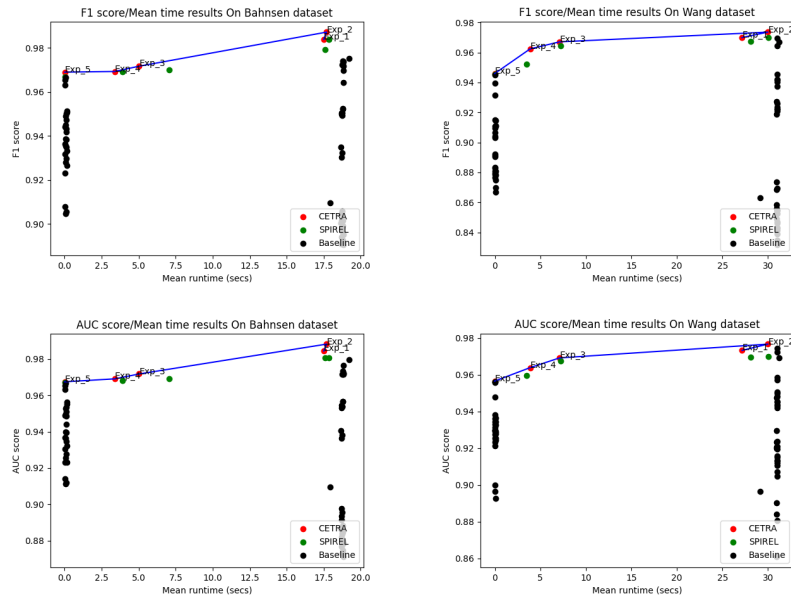 F1 score/Mean time results On Bahnsen dataset
F1 score
0.98
0.96
0.94
0.92
0.90
Exp_5
Exp_4
Exp_3
Exp_2
Exp_1
CETRA
SPIREL
Baseline
0.0
2.5
5.0
7.5
10.0
12.5
15.0
17.5
20.0
Mean runtime (secs)
F1 score/Mean time results On Wang dataset
F1 score
0.98
0.96
0.94
0.92
0.90
0.88
0.86
0.84
Exp_5
Exp_4
Exp_3
Exp_2
Exp_1
CETRA
SPIREL
Baseline
0
5
10
15
20
25
30
Mean runtime (secs)
AUC score/Mean time results On Bahnsen dataset
AUC score
0.98
0.96
0.94
0.92
0.90
0.88
Exp_5
Exp_4
Exp_3
Exp_2
Exp_1
CETRA
SPIREL
Baseline
0.0
2.5
5.0
7.5
10.0
12.5
15.0
17.5
20.0
Mean runtime (secs)
AUC score/Mean time results On Wang dataset
AUC score
0.98
0.96
0.94
0.92
0.90
0.88
0.86
Exp_5
Exp_4
Exp_3
Exp_2
Exp_1
CETRA
SPIREL
Baseline
0
5
10
15
20
25
30
Mean runtime (secs)